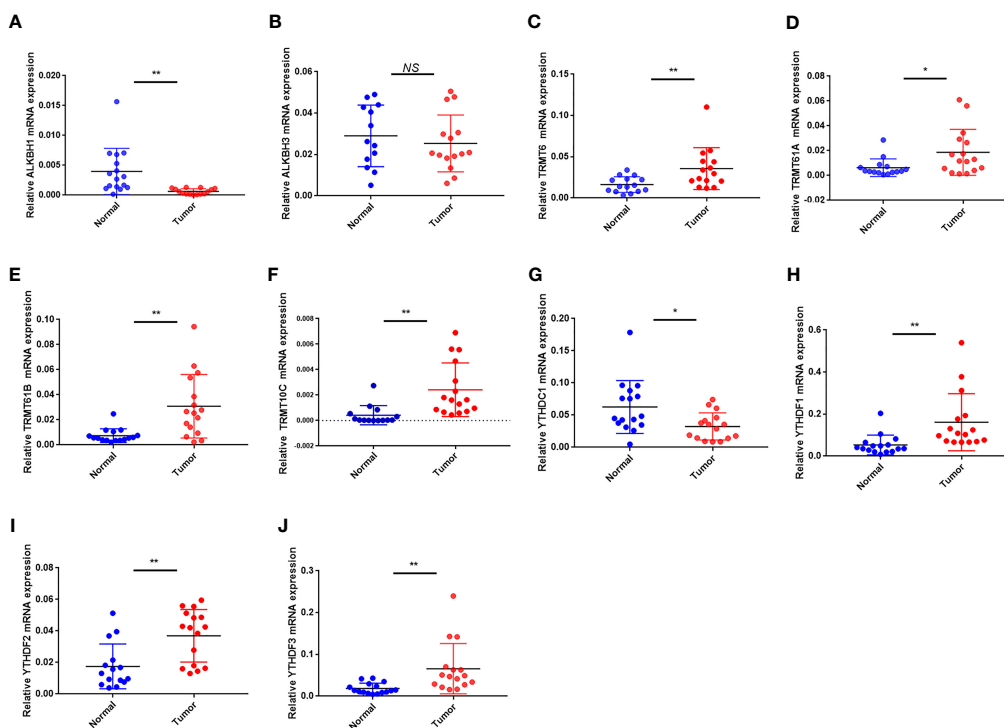 A
Relative ALKBH1 mRNA expression
0.020
0.015
0.010
0.005
0.000
**
Normal
Tumor
B
Relative ALKBH3 mRNA expression
0.06
0.04
0.02
0.00
NS
Normal
Tumor
C
Relative TRMT6 mRNA expression
0.15
0.10
0.05
0.00
**
Normal
Tumor
D
Relative TRMT61A mRNA expression
0.08
0.06
0.04
0.02
0.00
-0.02
*
Normal
Tumor
E
Relative TRMT61B mRNA expression
0.10
0.08
0.06
0.04
0.02
0.00
**
Normal
Tumor
F
Relative TRMT10C mRNA expression
0.008
0.006
0.004
0.002
0.000
-0.002
**
Normal
Tumor
G
Relative YTHDC1 mRNA expression
0.20
0.15
0.10
0.05
0.00
*
Normal
Tumor
H
Relative YTHDF1 mRNA expression
0.6
0.4
0.2
0.0
**
Normal
Tumor
I
Relative YTHDF2 mRNA expression
0.08
0.06
0.04
0.02
0.00
**
Normal
Tumor
J
Relative YTHDF3 mRNA expression
0.3
0.2
0.1
0.0
**
Normal
Tumor